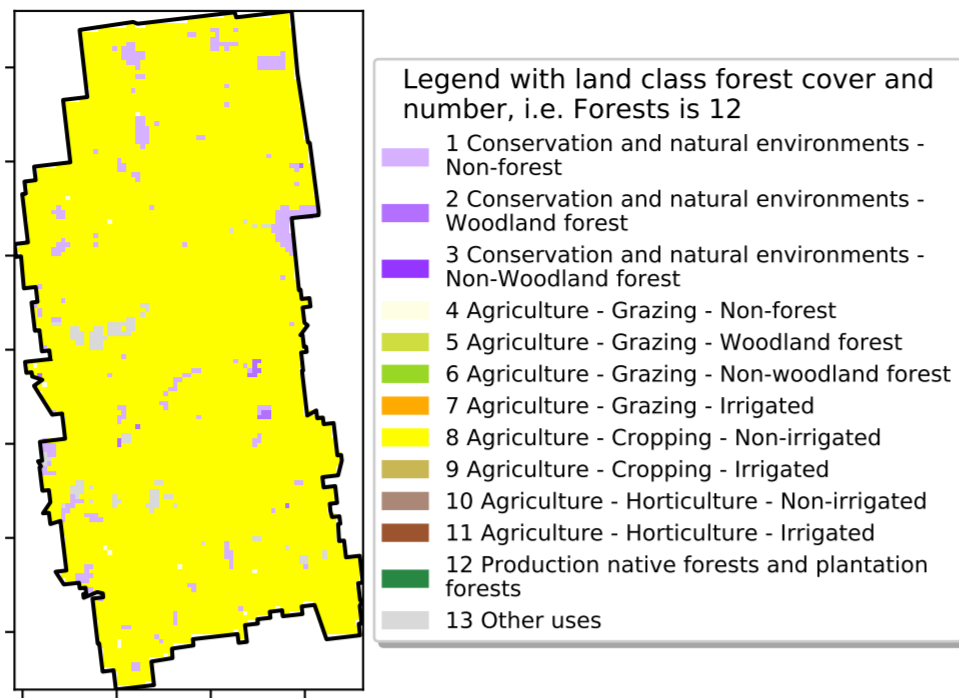 Legend with land class forest cover and
number, i.e. Forests is 12
1 Conservation and natural environments -
Non-forest
2 Conservation and natural environments -
Woodland forest
3 Conservation and natural environments -
Non-Woodland forest
4 Agriculture - Grazing - Non-forest
5 Agriculture - Grazing - Woodland forest
6 Agriculture - Grazing - Non-woodland forest
7 Agriculture - Grazing - Irrigated
8 Agriculture - Cropping - Non-irrigated
9 Agriculture - Cropping - Irrigated
10 Agriculture - Horticulture - Non-irrigated
11 Agriculture - Horticulture - Irrigated
12 Production native forests and plantation
forests
13 Other uses